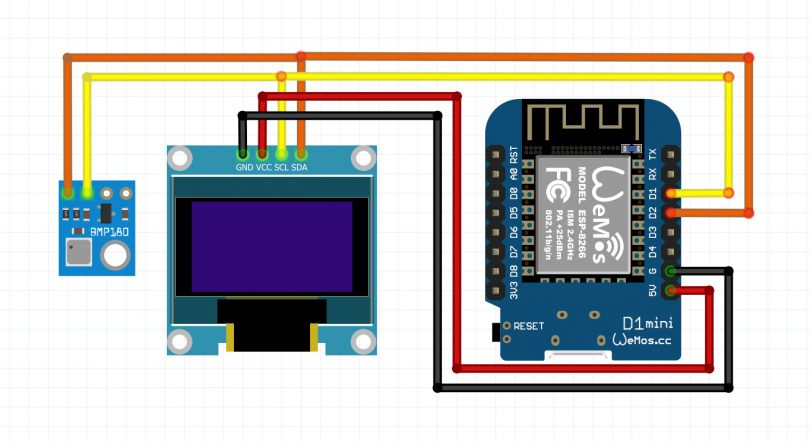 BMP180
GND VCC SCL SDA
RST
A0
D0
D5
D6
D7
D8
3V3
TX
RX
D1
D2
D3
D4
G
5V
WeMos
MODEL ESP-8266
ISM 2.4GHz
PA +25dBm
802.11b/g/n
FC
RESET
D1 mini
WeMos.cc